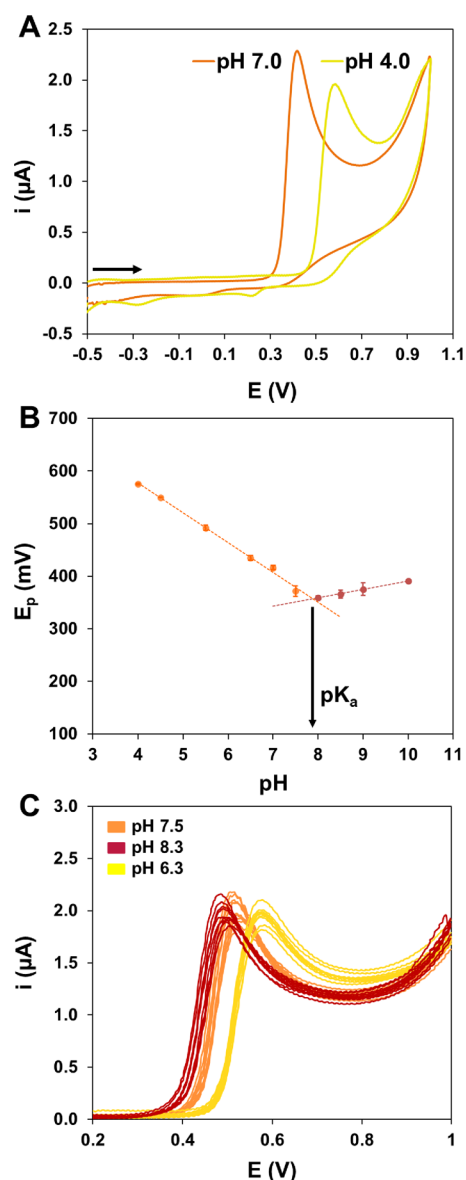 A
2.5
pH 7.0
pH 4.0
2.0
1.5
1.0
0.5
0.0
-0.5
i (µA)
-0.5 -0.3 -0.1 0.1 0.3 0.5 0.7 0.9 1.1
E (V)
B
700
600
500
400
300
200
100
Ep (mV)
pKa
3 4 5 6 7 8 9 10 11
pH
C
3.0
pH 7.5
pH 8.3
pH 6.3
2.5
2.0
1.5
1.0
0.5
0.0
i (µA)
0.2 0.4 0.6 0.8 1
E (V)